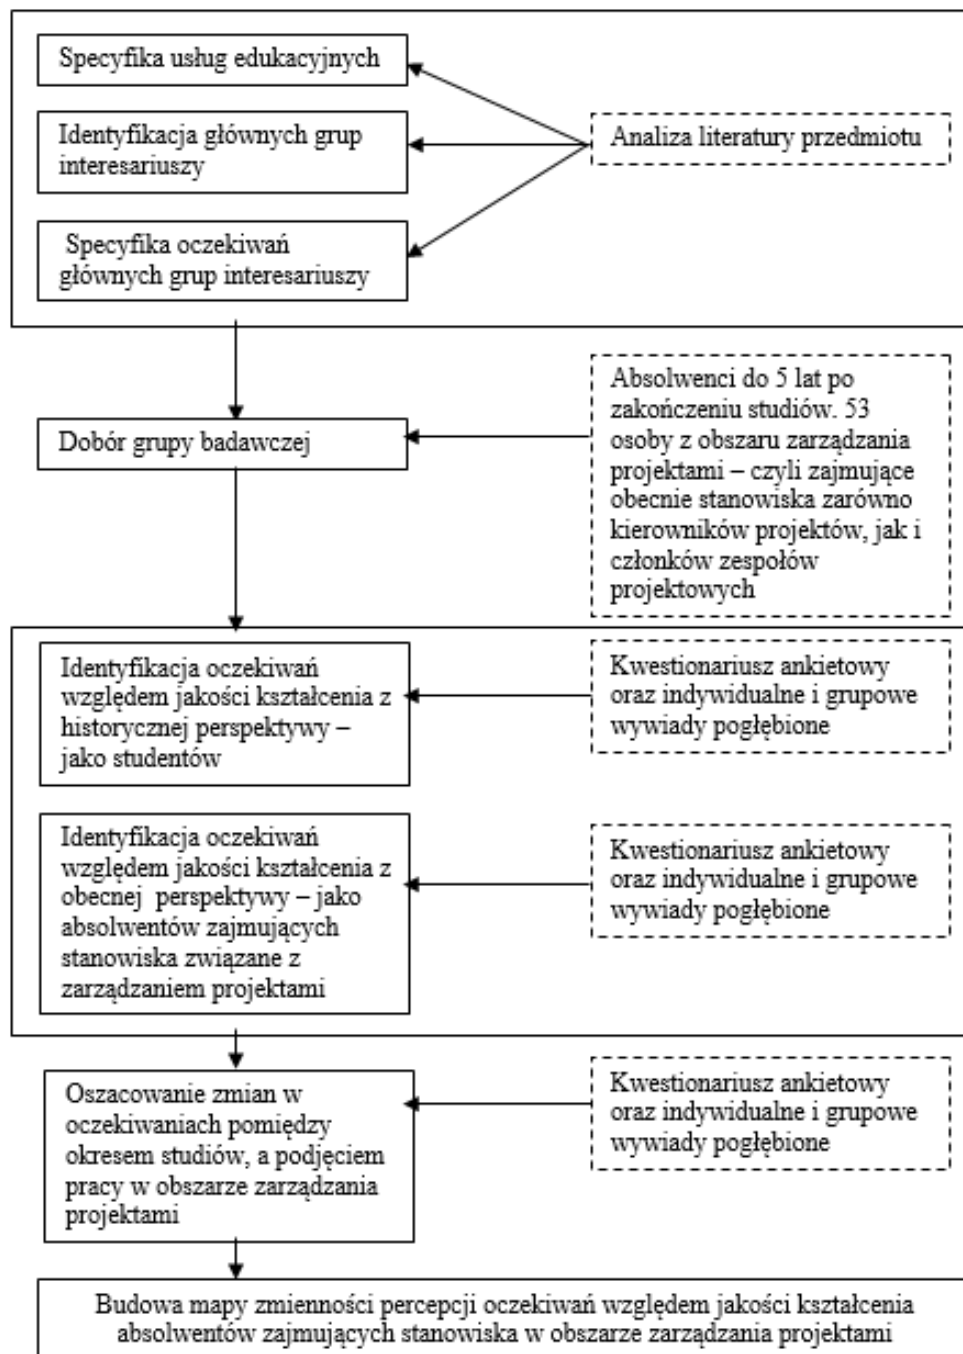 Specyfika usług edukacyjnych
Identyfikacja głównych grup
interesariuszy
Analiza literatury przedmiotu
Specyfika oczekiwań
głównych grup interesariuszy
Dobór grupy badawczej
Absolwenci do 5 lat po
zakończeniu studiów. 53
osoby z obszaru zarządzania
projektami – czyli zajmujące
obecnie stanowiska zarówno
kierowników projektów, jak i
członków zespołów
projektowych
Identyfikacja oczekiwań
względem jakości kształcenia z
historycznej perspektywy –
jako studentów
Kwestionariusz ankietowy
oraz indywidualne i grupowe
wywiady pogłębione
Identyfikacja oczekiwań
względem jakości kształcenia z
obecnej perspektywy – jako
absolwentów zajmujących
stanowiska związane z
zarządzaniem projektami
Kwestionariusz ankietowy
oraz indywidualne i grupowe
wywiady pogłębione
Oszacowanie zmian w
oczekiwaniach pomiędzy
okresem studiów, a podjęciem
pracy w obszarze zarządzania
projektami
Kwestionariusz ankietowy
oraz indywidualne i grupowe
wywiady pogłębione
Budowa mapy zmienności percepcji oczekiwań względem jakości kształcenia
absolwentów zajmujących stanowiska w obszarze zarządzania projektami